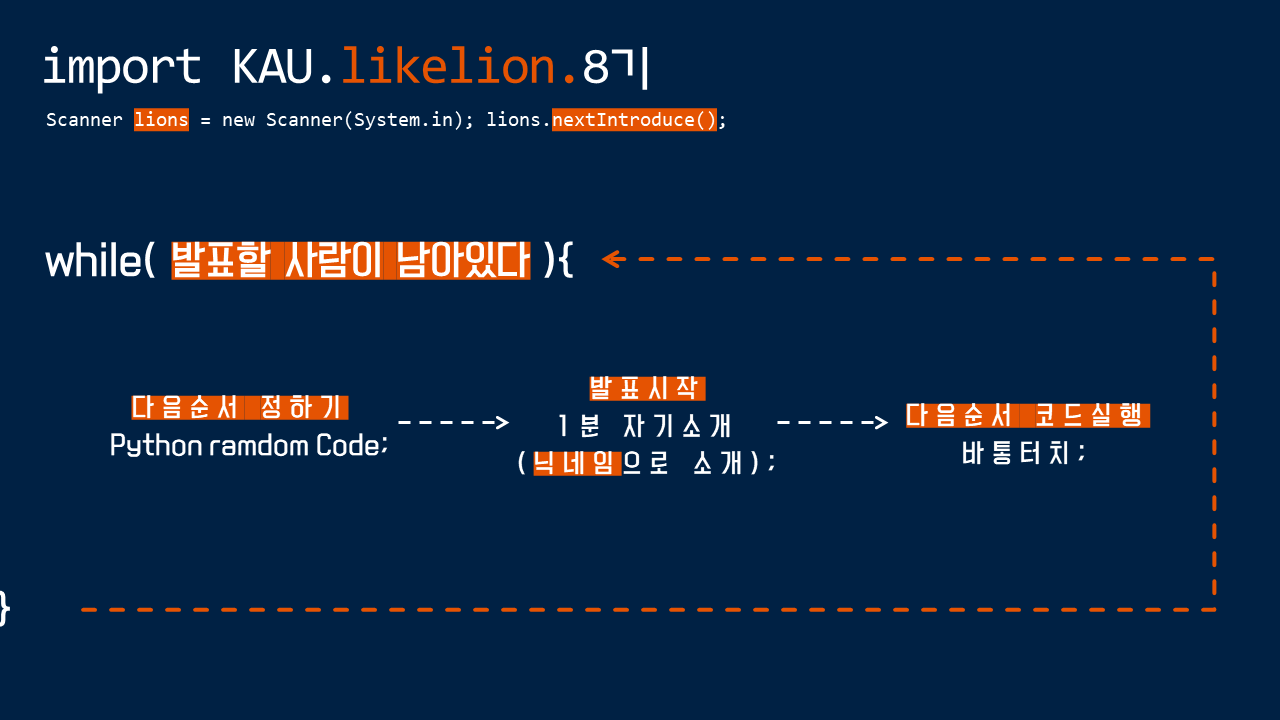 import KAU.likelion.8기
Scanner lions = new Scanner(System.in); lions.nextIntroduce();
while( 발표할 사람이 남아있다 ){
다음순서 정하기
Python ramdom Code;
발표시작
1분 자기소개
(닉네임으로 소개);
다음순서 코드실행
바통터치;
}